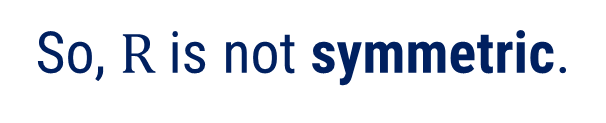 So, R is not symmetric.